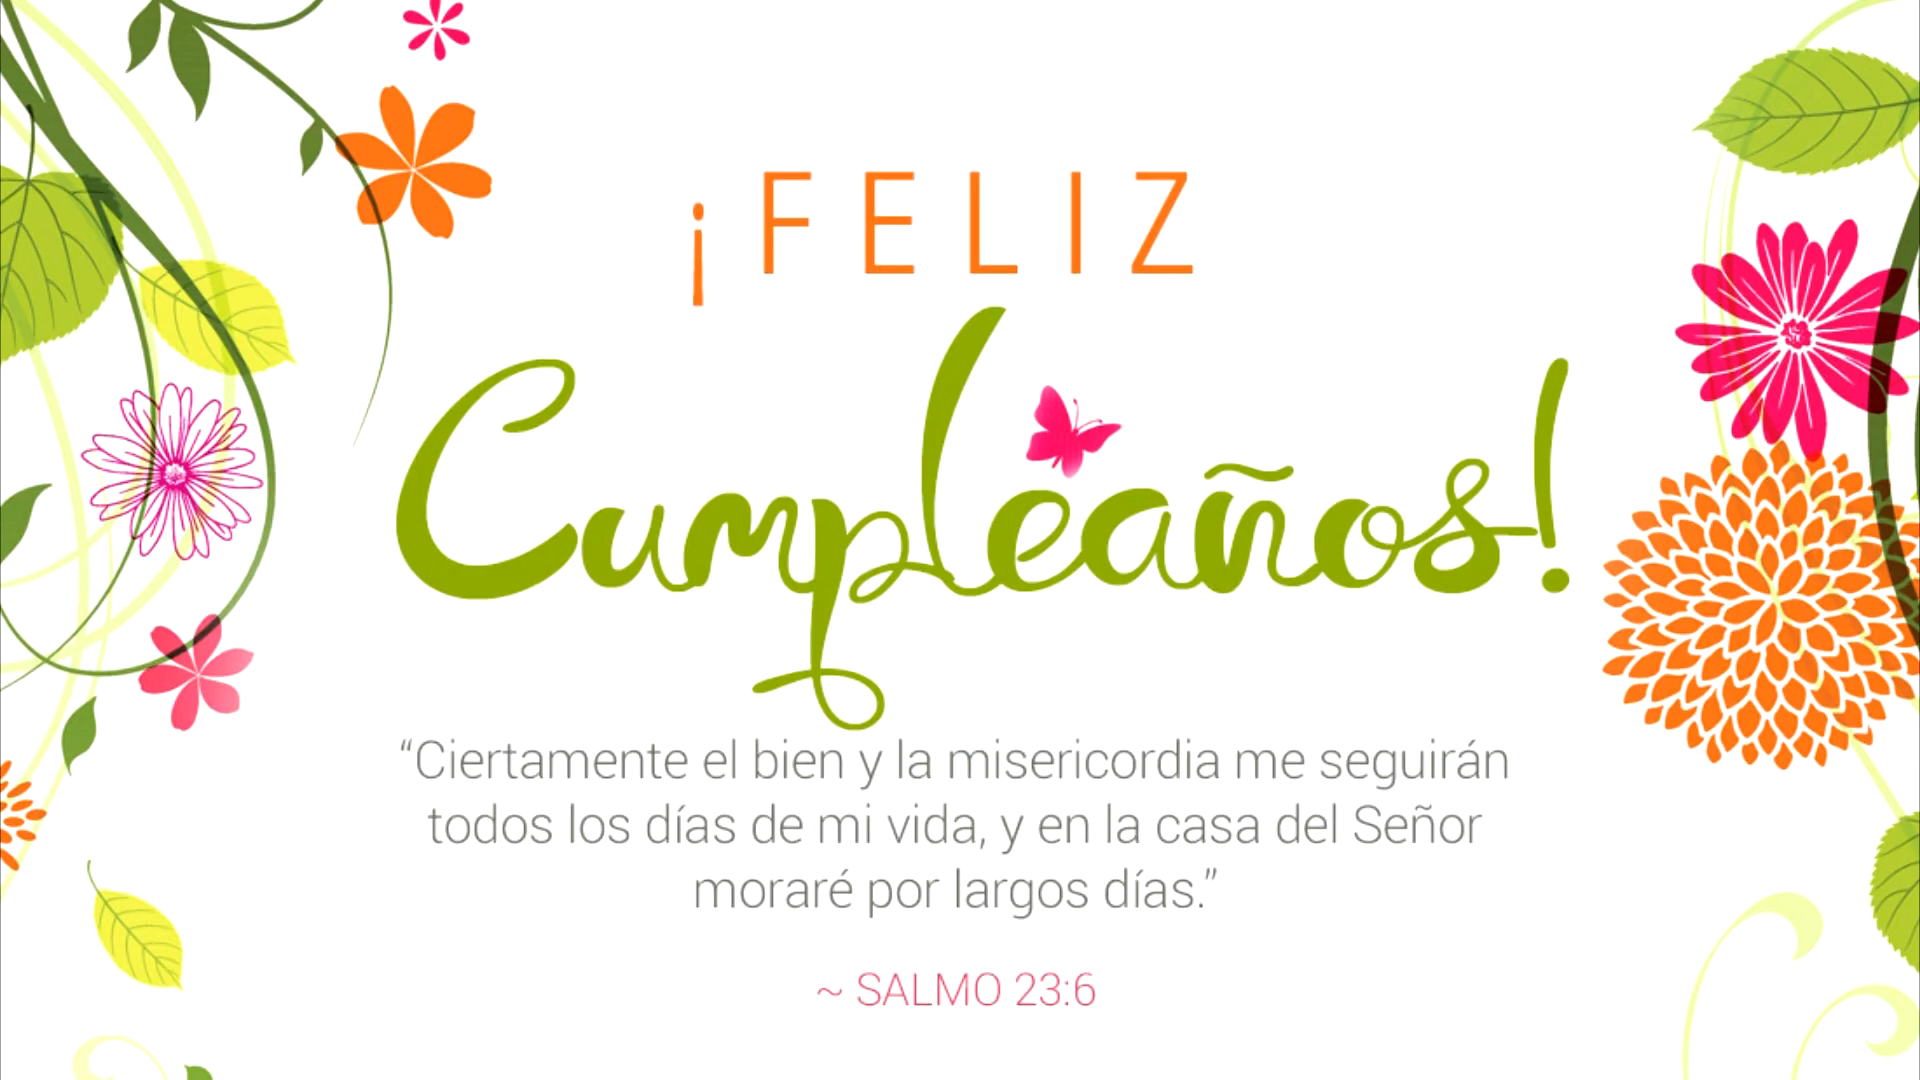 ¡FELIZ
Cumpleaños!
“Ciertamente el bien y la misericordia me seguirán
todos los días de mi vida, y en la casa del Señor
moraré por largos días.”
~ SALMO 23:6